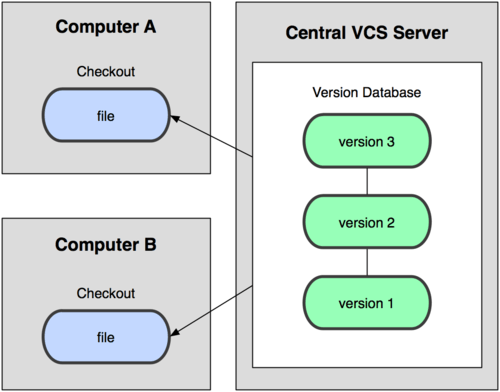 Computer A
Checkout
file
Computer B
Checkout
file
Central VCS Server
Version Database
version 3
version 2
version 1